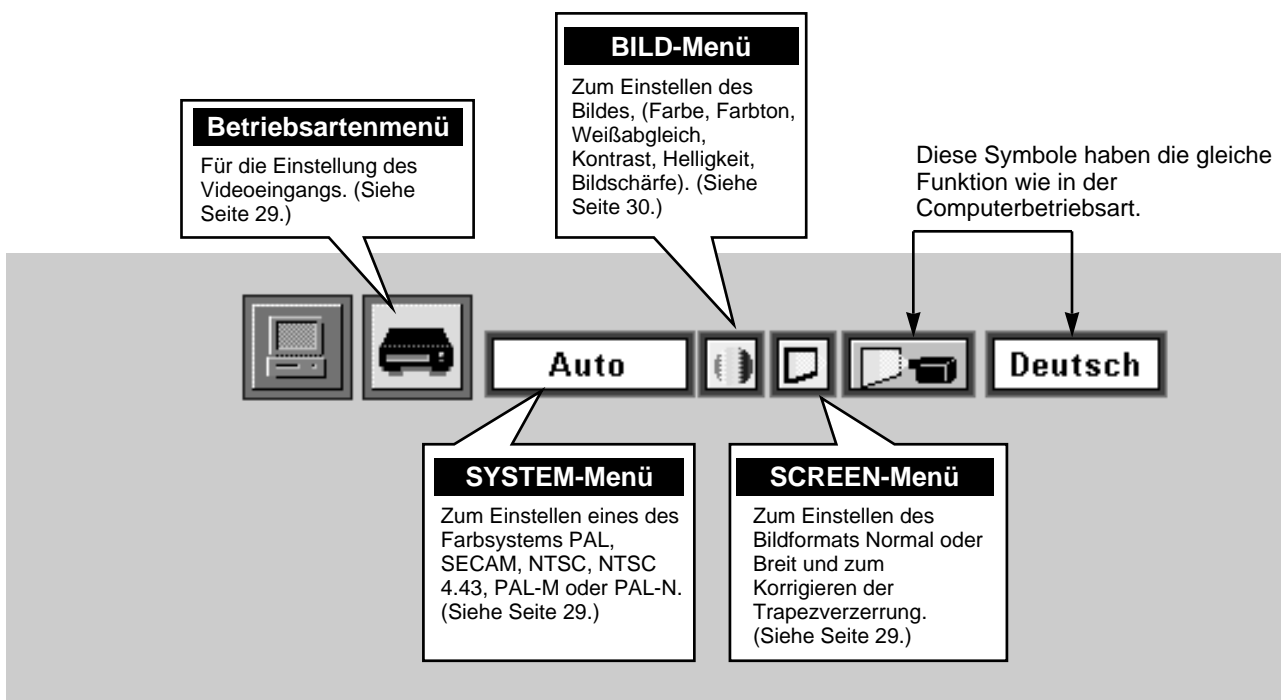 BILD-Menü
Zum Einstellen des
Bildes, (Farbe, Farbton,
Weißabgleich,
Kontrast, Helligkeit,
Bildschärfe). (Siehe
Seite 30.)
Betriebsartenmenü
Für die Einstellung des
Videoeingangs. (Siehe
Seite 29.)
Diese Symbole haben die gleiche
Funktion wie in der
Computerbetriebsart.
Auto
Deutsch
SYSTEM-Menü
Zum Einstellen eines des
Farbsystems PAL,
SECAM, NTSC, NTSC
4.43, PAL-M oder PAL-N.
(Siehe Seite 29.)
SCREEN-Menü
Zum Einstellen des
Bildformats Normal oder
Breit und zum
Korrigieren der
Trapezverzerrung.
(Siehe Seite 29.)